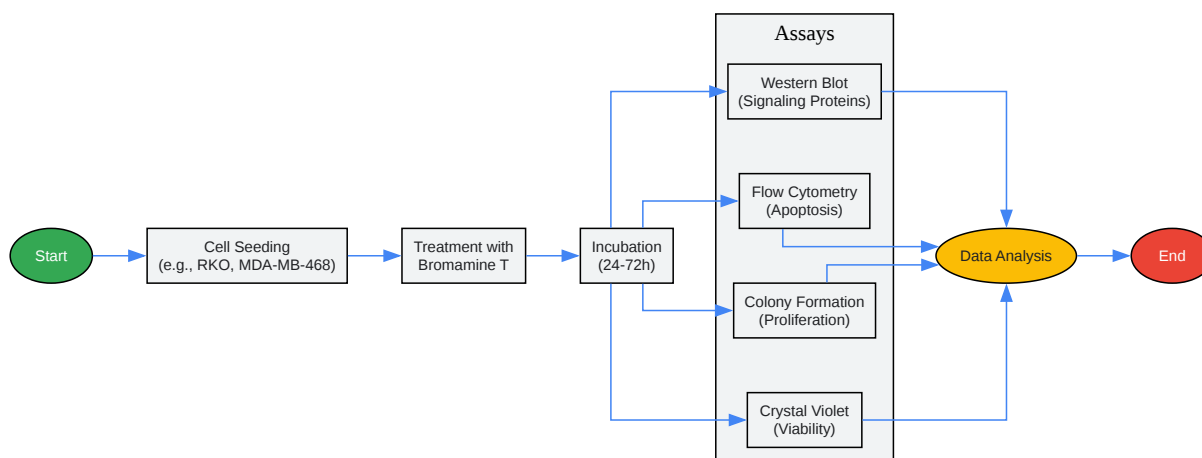 Start
Cell Seeding
(e.g., RKO, MDA-MB-468)
Treatment with
Bromamine T
Incubation
(24-72h)
Assays
Western Blot
(Signaling Proteins)
Flow Cytometry
(Apoptosis)
Colony Formation
(Proliferation)
Crystal Violet
(Viability)
Data Analysis
End